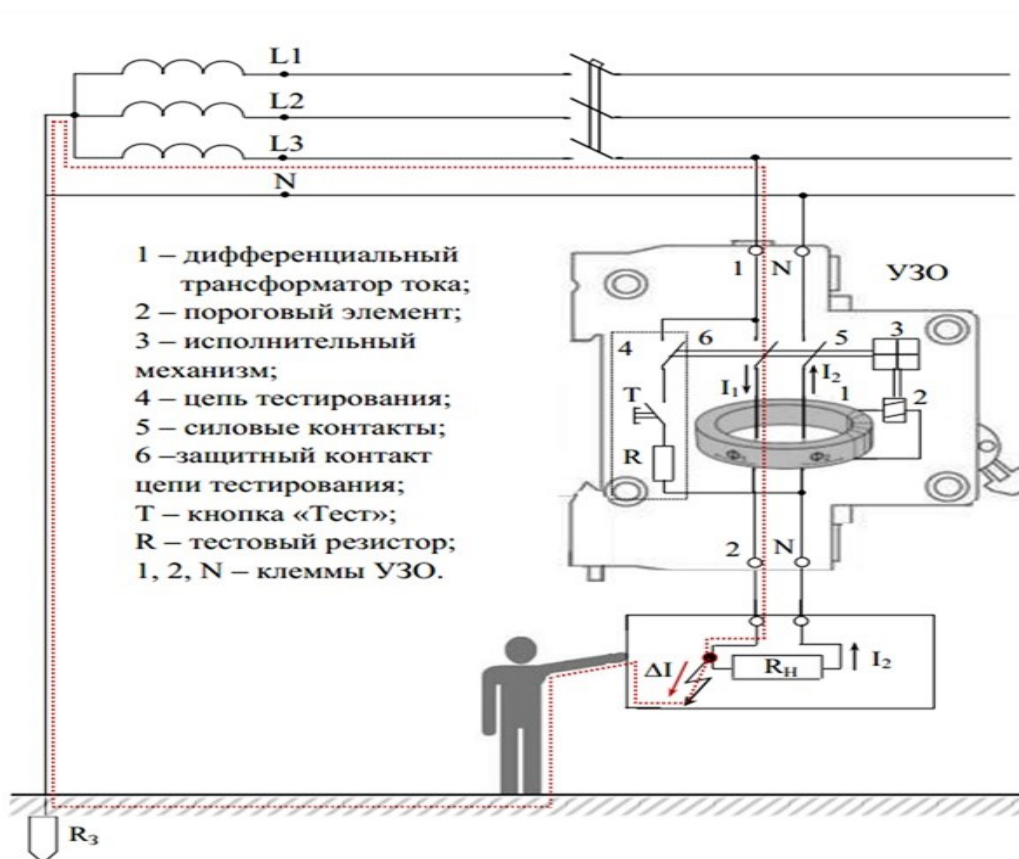 L1
L2
L3
N
1 – дифференциальный
трансформатор тока;
2 – пороговый элемент;
3 – исполнительный
механизм;
4 – цепь тестирования;
5 – силовые контакты;
6 –защитный контакт
цепи тестирования;
Т – кнопка «Тест»;
R – тестовый резистор;
1, 2, N – клеммы УЗО.
1 N
УЗО
4 6 5 3
I₁ I₂ 1 2
T
R
Ф₁ Ф₂
2 N
ΔI Rн I₂
R₃